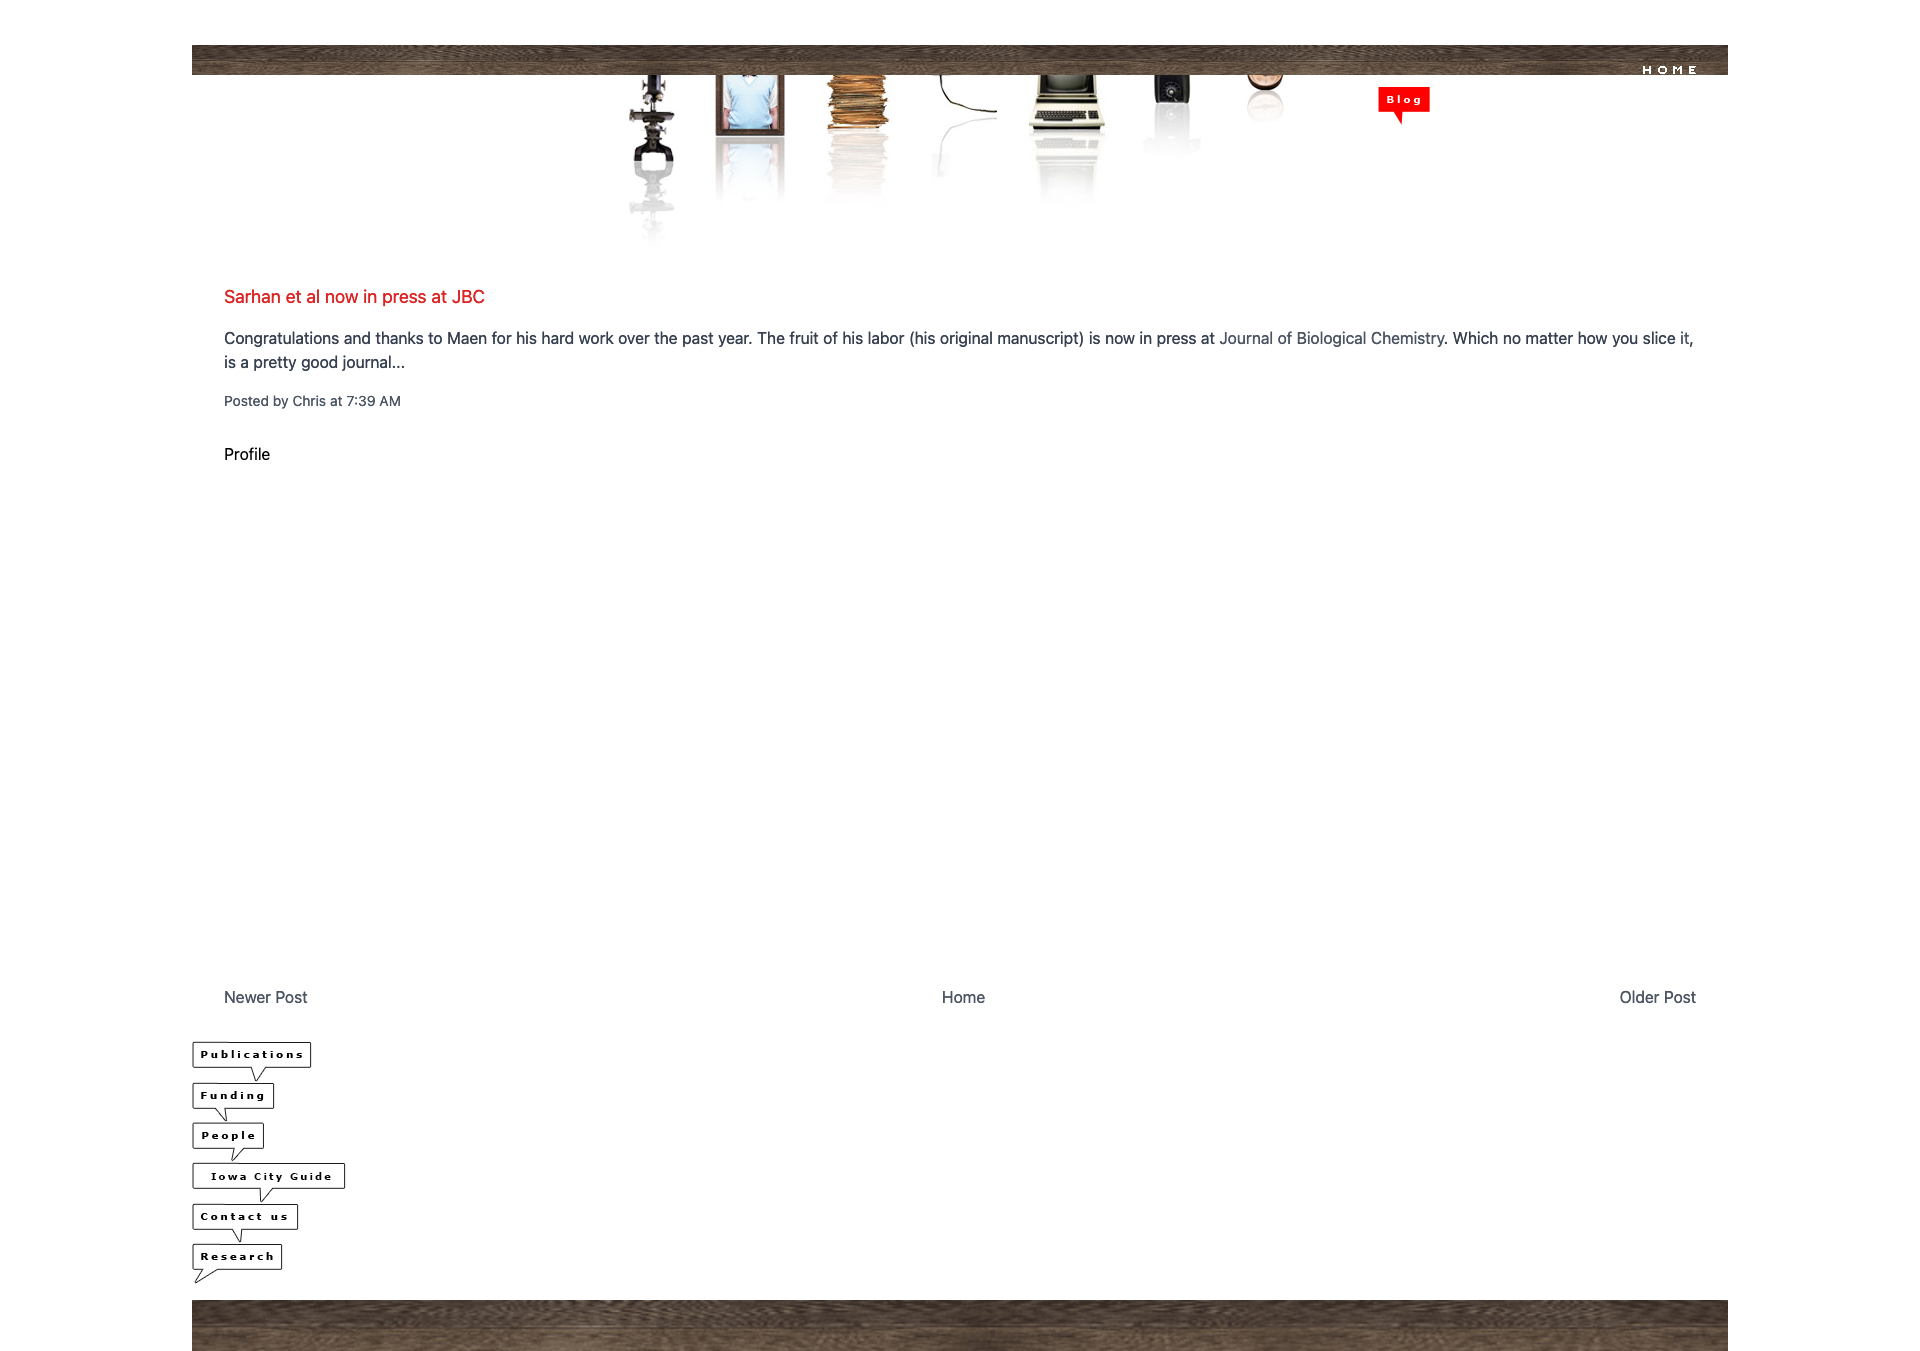 HOME
Blog
Sarhan et al now in press at JBC
Congratulations and thanks to Maen for his hard work over the past year. The fruit of his labor (his original manuscript) is now in press at Journal of Biological Chemistry. Which no matter how you slice it,
is a pretty good journal...
Posted by Chris at 7:39 AM
Profile
Newer Post Home Older Post
Publications
Funding
People
Iowa City Guide
Contact us
Research